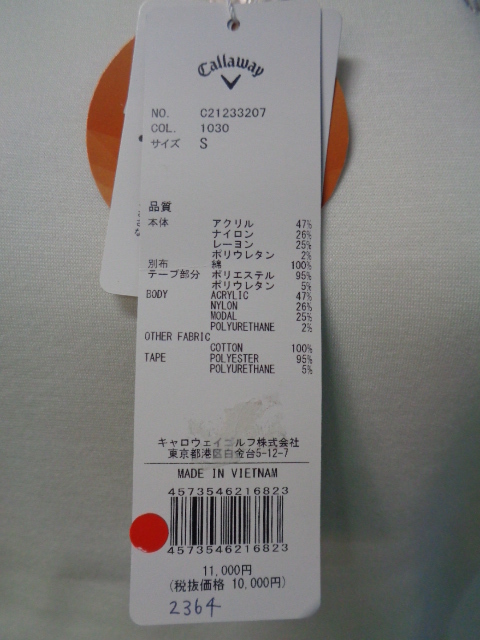 Callaway
NO. C21233207
COL. 1030
サイズ S
品質
本体 アクリル 47%
ナイロン 26%
レーヨン 25%
ポリウレタン 2%
別布 綿 100%
テープ部分 ポリエステル 95%
ポリウレタン 5%
BODY ACRYLIC 47%
NYLON 26%
MODAL 25%
POLYURETHANE 2%
OTHER FABRIC
COTTON 100%
TAPE POLYESTER 95%
POLYURETHANE 5%
キャロウェイゴルフ株式会社
東京都港区白金台5-12-7
MADE IN VIETNAM
4573546216823
4573546216823
11,000円
(税抜価格 10,000円)
2364